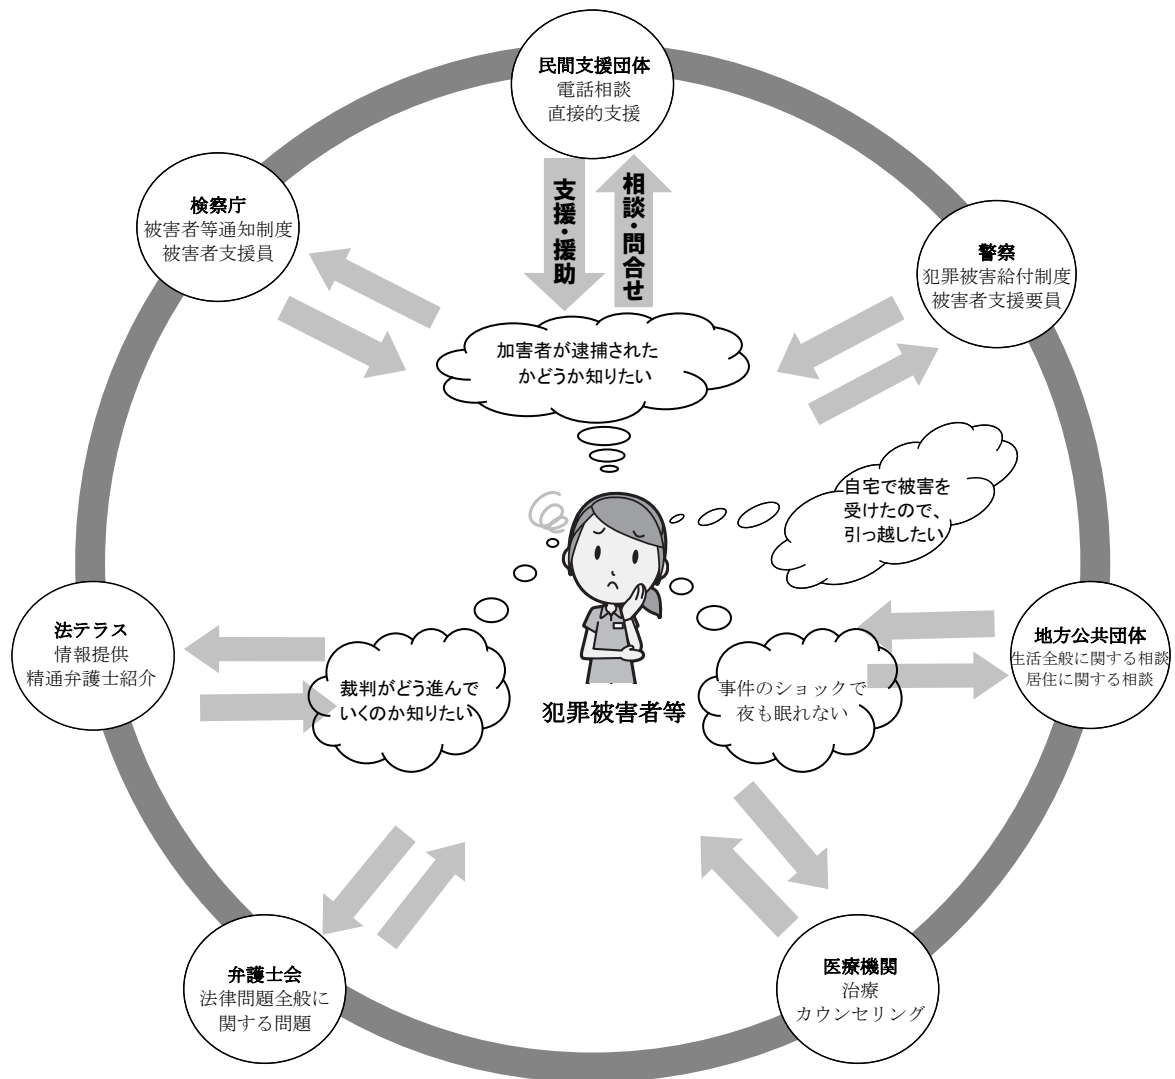 民間支援団体
電話相談
直接的支援
検察庁
被害者等通知制度
被害者支援員
支援・援助
相談・問合せ
警察
犯罪被害給付制度
被害者支援要員
加害者が逮捕された
かどうか知りたい
自宅で被害を
受けたので、
引っ越したい
法テラス
情報提供
精通弁護士紹介
裁判がどう進んで
いくのか知りたい
犯罪被害者等
事件のショックで
夜も眠れない
地方公共団体
生活全般に関する相談
居住に関する相談
弁護士会
法律問題全般に
関する問題
医療機関
治療
カウンセリング